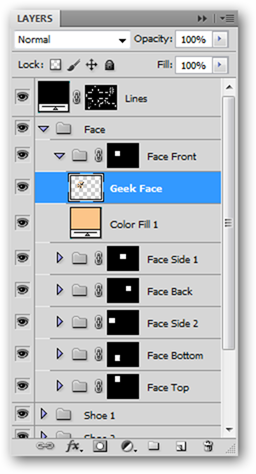 LAYERS
Normal Opacity: 100%
Lock: Fill: 100%
Lines
Face
Face Front
Geek Face
Color Fill 1
Face Side 1
Face Back
Face Side 2
Face Bottom
Face Top
Shoe 1
fx.